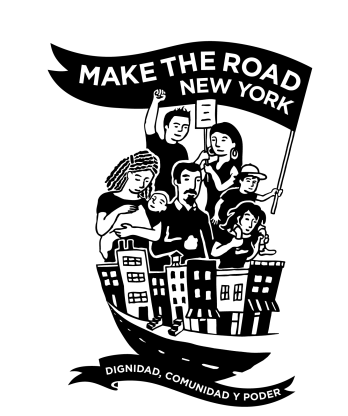 MAKE THE ROAD
NEW YORK
DIGNIDAD, COMUNIDAD Y PODER